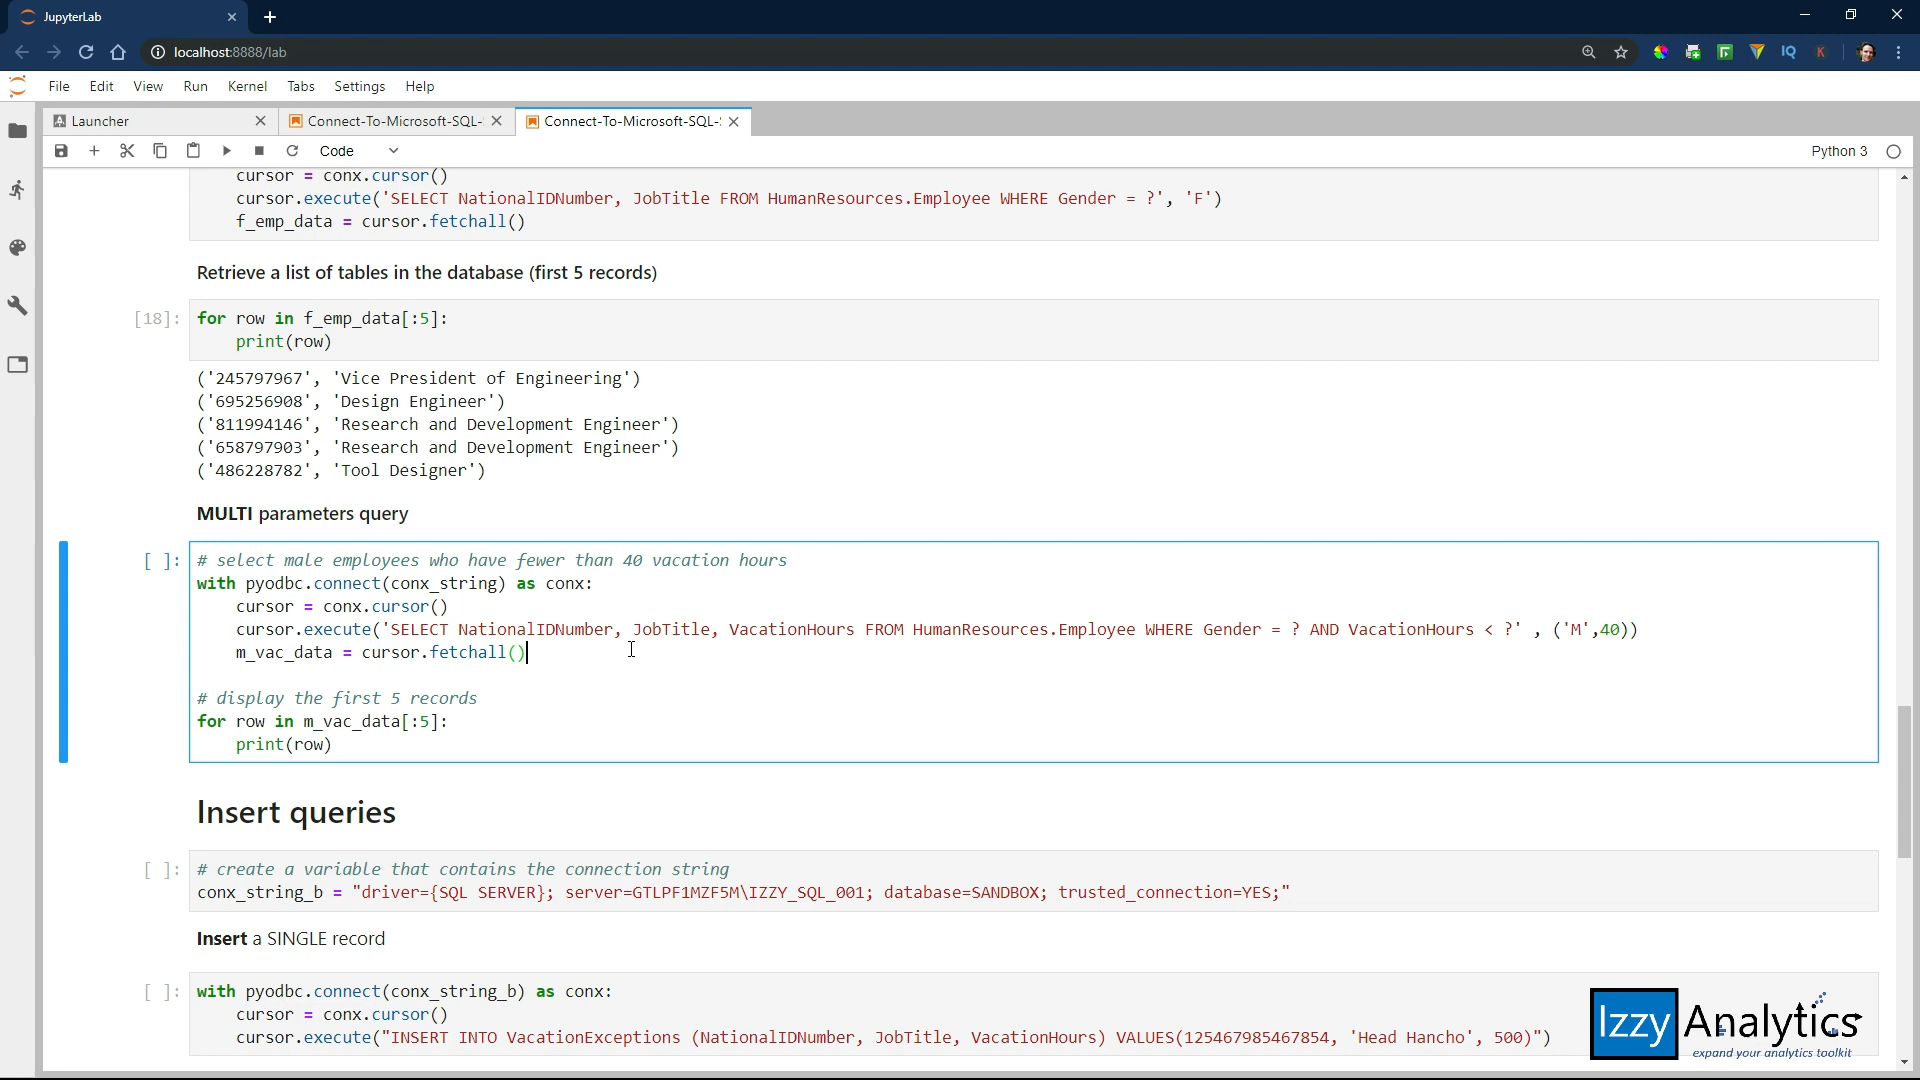 JupyterLab
localhost:8888/lab
IQ
K
File Edit View Run Kernel Tabs Settings Help
Launcher
Connect-To-Microsoft-SQL-
Connect-To-Microsoft-SQL-
Code
Python 3
cursor = conx.cursor()
cursor.execute('SELECT NationalIDNumber, JobTitle FROM HumanResources.Employee WHERE Gender = ?', 'F')
f_emp_data = cursor.fetchall()
Retrieve a list of tables in the database (first 5 records)
[18]: for row in f_emp_data[:5]:
print(row)
('245797967', 'Vice President of Engineering')
('695256908', 'Design Engineer')
('811994146', 'Research and Development Engineer')
('658797903', 'Research and Development Engineer')
('486228782', 'Tool Designer')
MULTI parameters query
[ ]: # select male employees who have fewer than 40 vacation hours
with pyodbc.connect(conx_string) as conx:
cursor = conx.cursor()
cursor.execute('SELECT NationalIDNumber, JobTitle, VacationHours FROM HumanResources.Employee WHERE Gender = ? AND VacationHours < ?' , ('M',40))
m_vac_data = cursor.fetchall()
# display the first 5 records
for row in m_vac_data[:5]:
print(row)
Insert queries
[ ]: # create a variable that contains the connection string
conx_string_b = "driver={SQL SERVER}; server=GTLPF1MZF5M\IZZY_SQL_001; database=SANDBOX; trusted_connection=YES;"
Insert a SINGLE record
[ ]: with pyodbc.connect(conx_string_b) as conx:
cursor = conx.cursor()
cursor.execute("INSERT INTO VacationExceptions (NationalIDNumber, JobTitle, VacationHours) VALUES(125467985467854, 'Head Hancho', 500)")
Izzy Analytics
expand your analytics toolkit